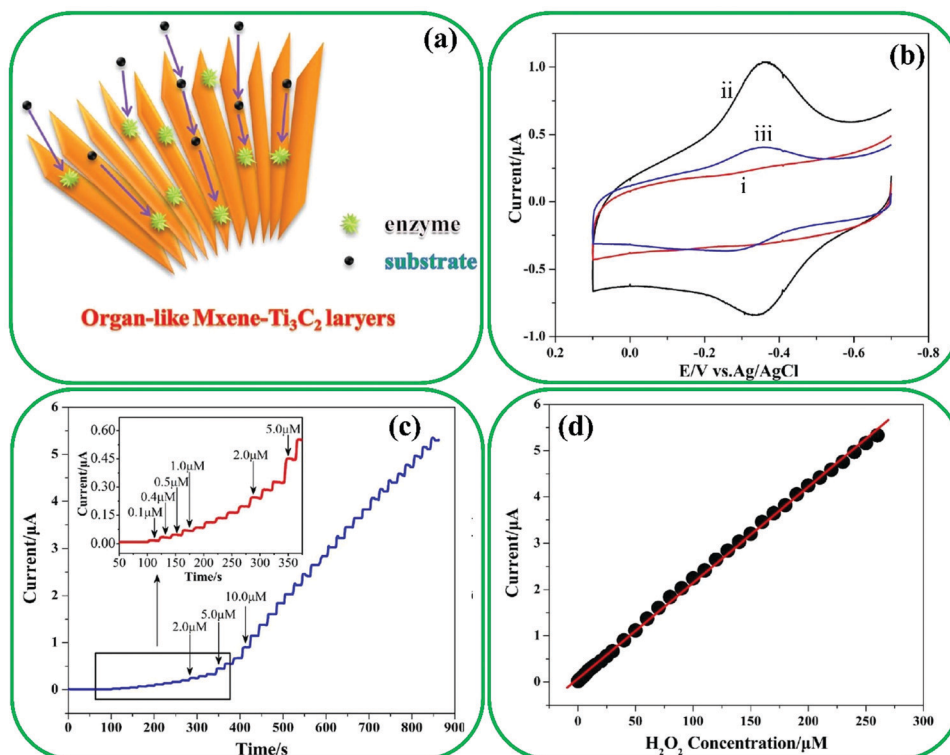 (a)
enzyme
substrate
Organ-like Mxene-Ti₃C₂ laryers
(b)
Current/μA
1.0
0.5
0.0
-0.5
-1.0
ii
iii
i
0.0 -0.2 -0.4 -0.6 -0.8
E/V vs.Ag/AgCl
(c)
Current/μA
6
5
4
3
2
1
0
Current/μA
0.60
0.45
0.30
0.15
0.00
0.1μM
0.4μM
0.5μM
1.0μM
2.0μM
5.0μM
50 100 150 200 250 300 350
Time/s
2.0μM
5.0μM
10.0μM
0 100 200 300 400 500 600 700 800 900
Time/s
(d)
Current/μA
6
5
4
3
2
1
0
0 50 100 150 200 250 300
H₂O₂ Concentration/μM